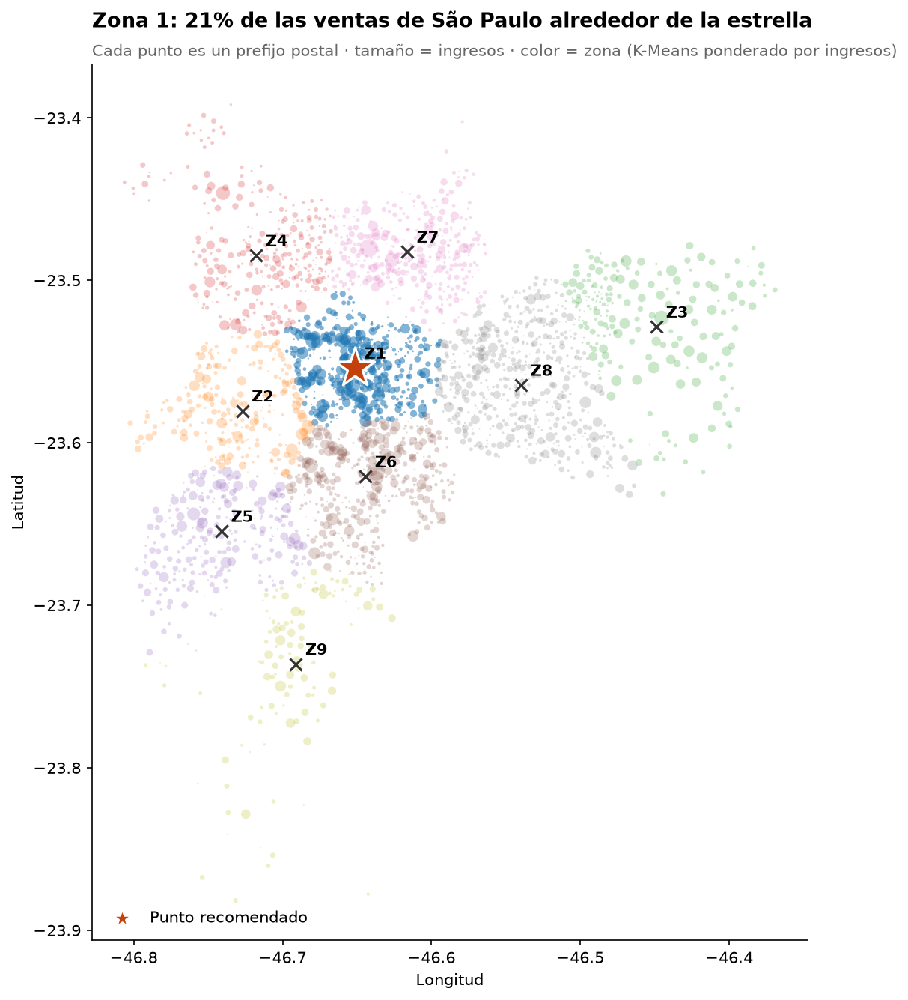 Zona 1: 21% de las ventas de São Paulo alrededor de la estrella
Cada punto es un prefijo postal · tamaño = ingresos · color = zona (K-Means ponderado por ingresos)
−23.4
Z4
Z7
−23.5
Z3
Z1
Z8
Z2
−23.6
Z6
Latitud
Z5
−23.7
Z9
−23.8
Punto recomendado
−23.9
−46.8
−46.7
−46.6
−46.5
−46.4
Longitud